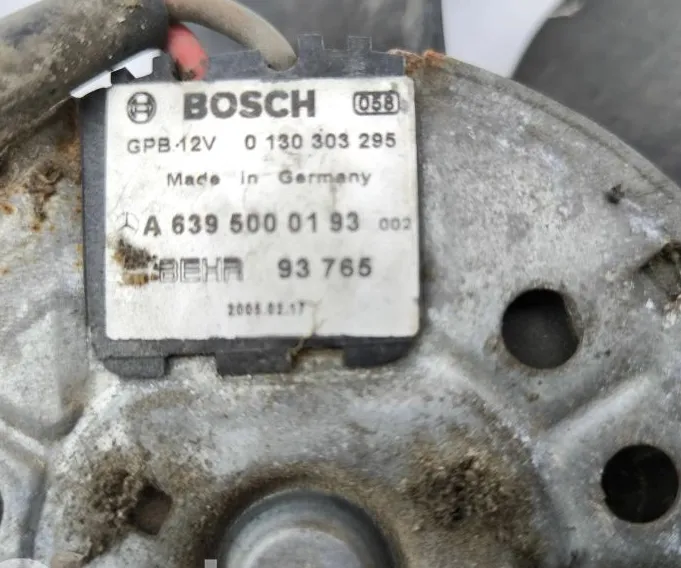 BOSCH 058
GPB-12V 0 130 303 295
Made in Germany
A 639 500 01 93 002
BEHR 93 765
2005.02.17